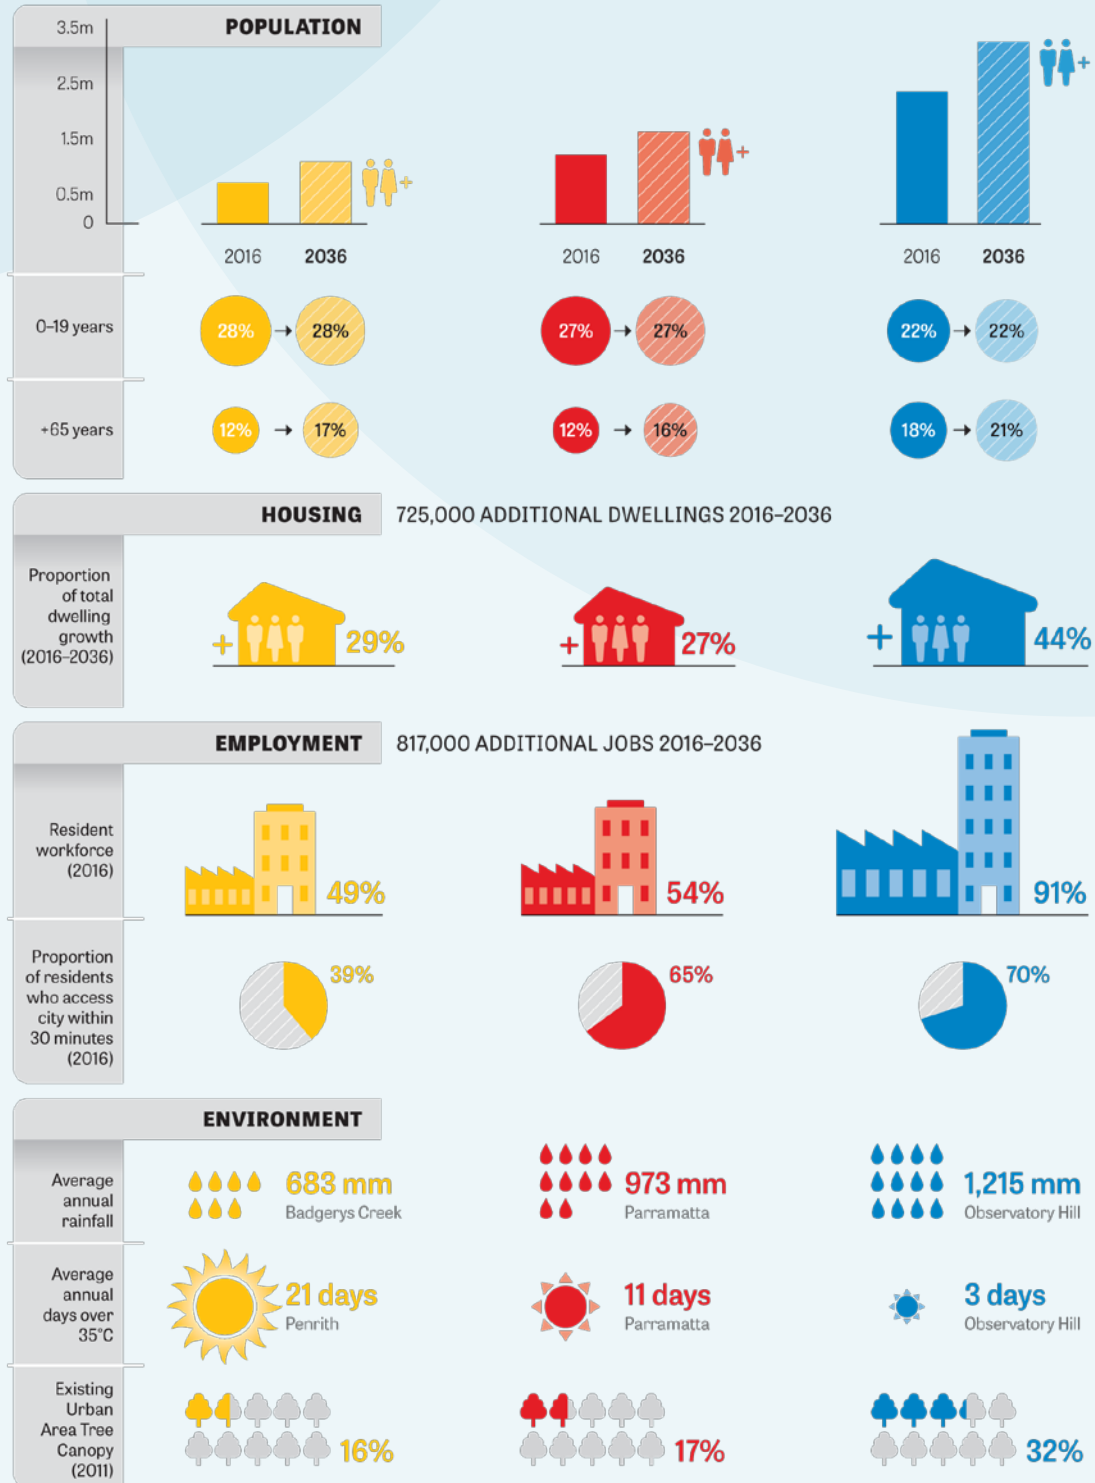 POPULATION
3.5m
2.5m
1.5m
0.5m
0
2016 2036
2016 2036
2016 2036
0–19 years
28% → 28%
27% → 27%
22% → 22%
+65 years
12% → 17%
12% → 16%
18% → 21%
HOUSING 725,000 ADDITIONAL DWELLINGS 2016–2036
Proportion
of total
dwelling
growth
(2016–2036)
+ 29%
+ 27%
+ 44%
EMPLOYMENT 817,000 ADDITIONAL JOBS 2016–2036
Resident
workforce
(2016)
49%
54%
91%
Proportion
of residents
who access
city within
30 minutes
(2016)
39%
65%
70%
ENVIRONMENT
Average
annual
rainfall
683 mm
Badgerys Creek
973 mm
Parramatta
1,215 mm
Observatory Hill
Average
annual
days over
35°C
21 days
Penrith
11 days
Parramatta
3 days
Observatory Hill
Existing
Urban
Area Tree
Canopy
(2011)
16%
17%
32%